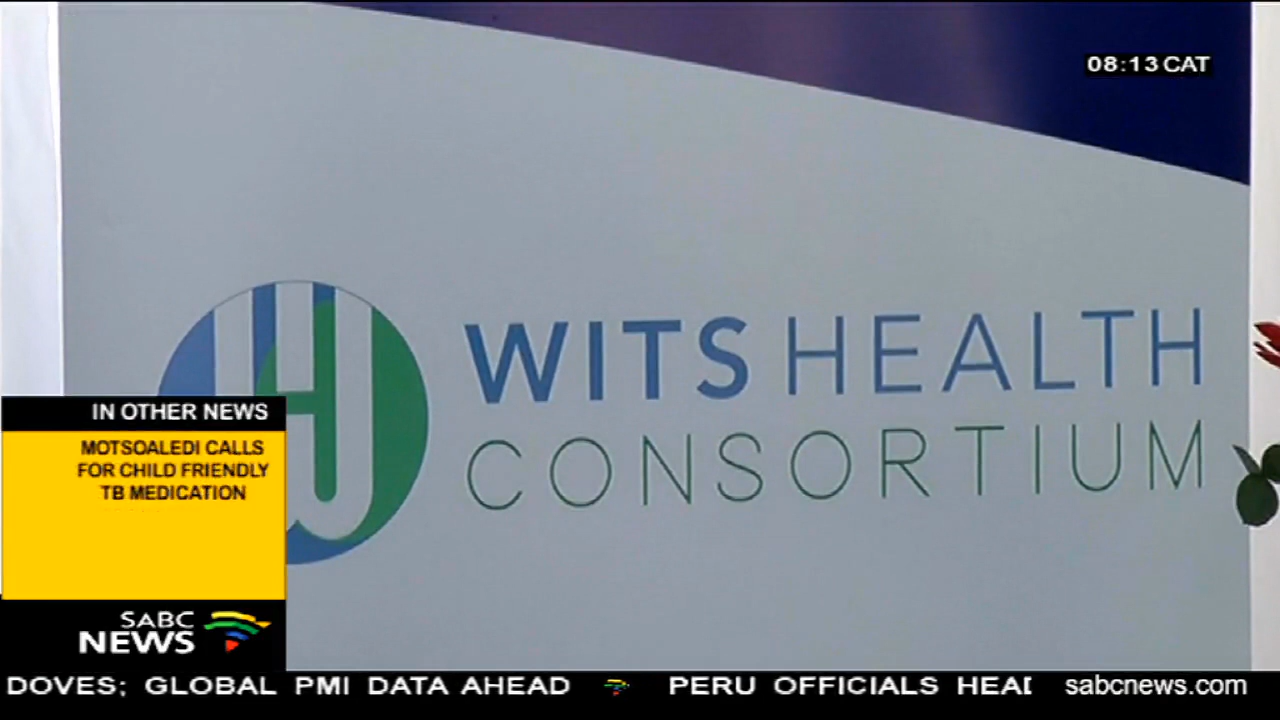 08:13 CAT
WITS HEALTH
CONSORTIUM
IN OTHER NEWS
MOTSOALEDI CALLS
FOR CHILD FRIENDLY
TB MEDICATION
SABC
NEWS
DOVES; GLOBAL PMI DATA AHEAD PERU OFFICIALS HEAD sabcnews.com